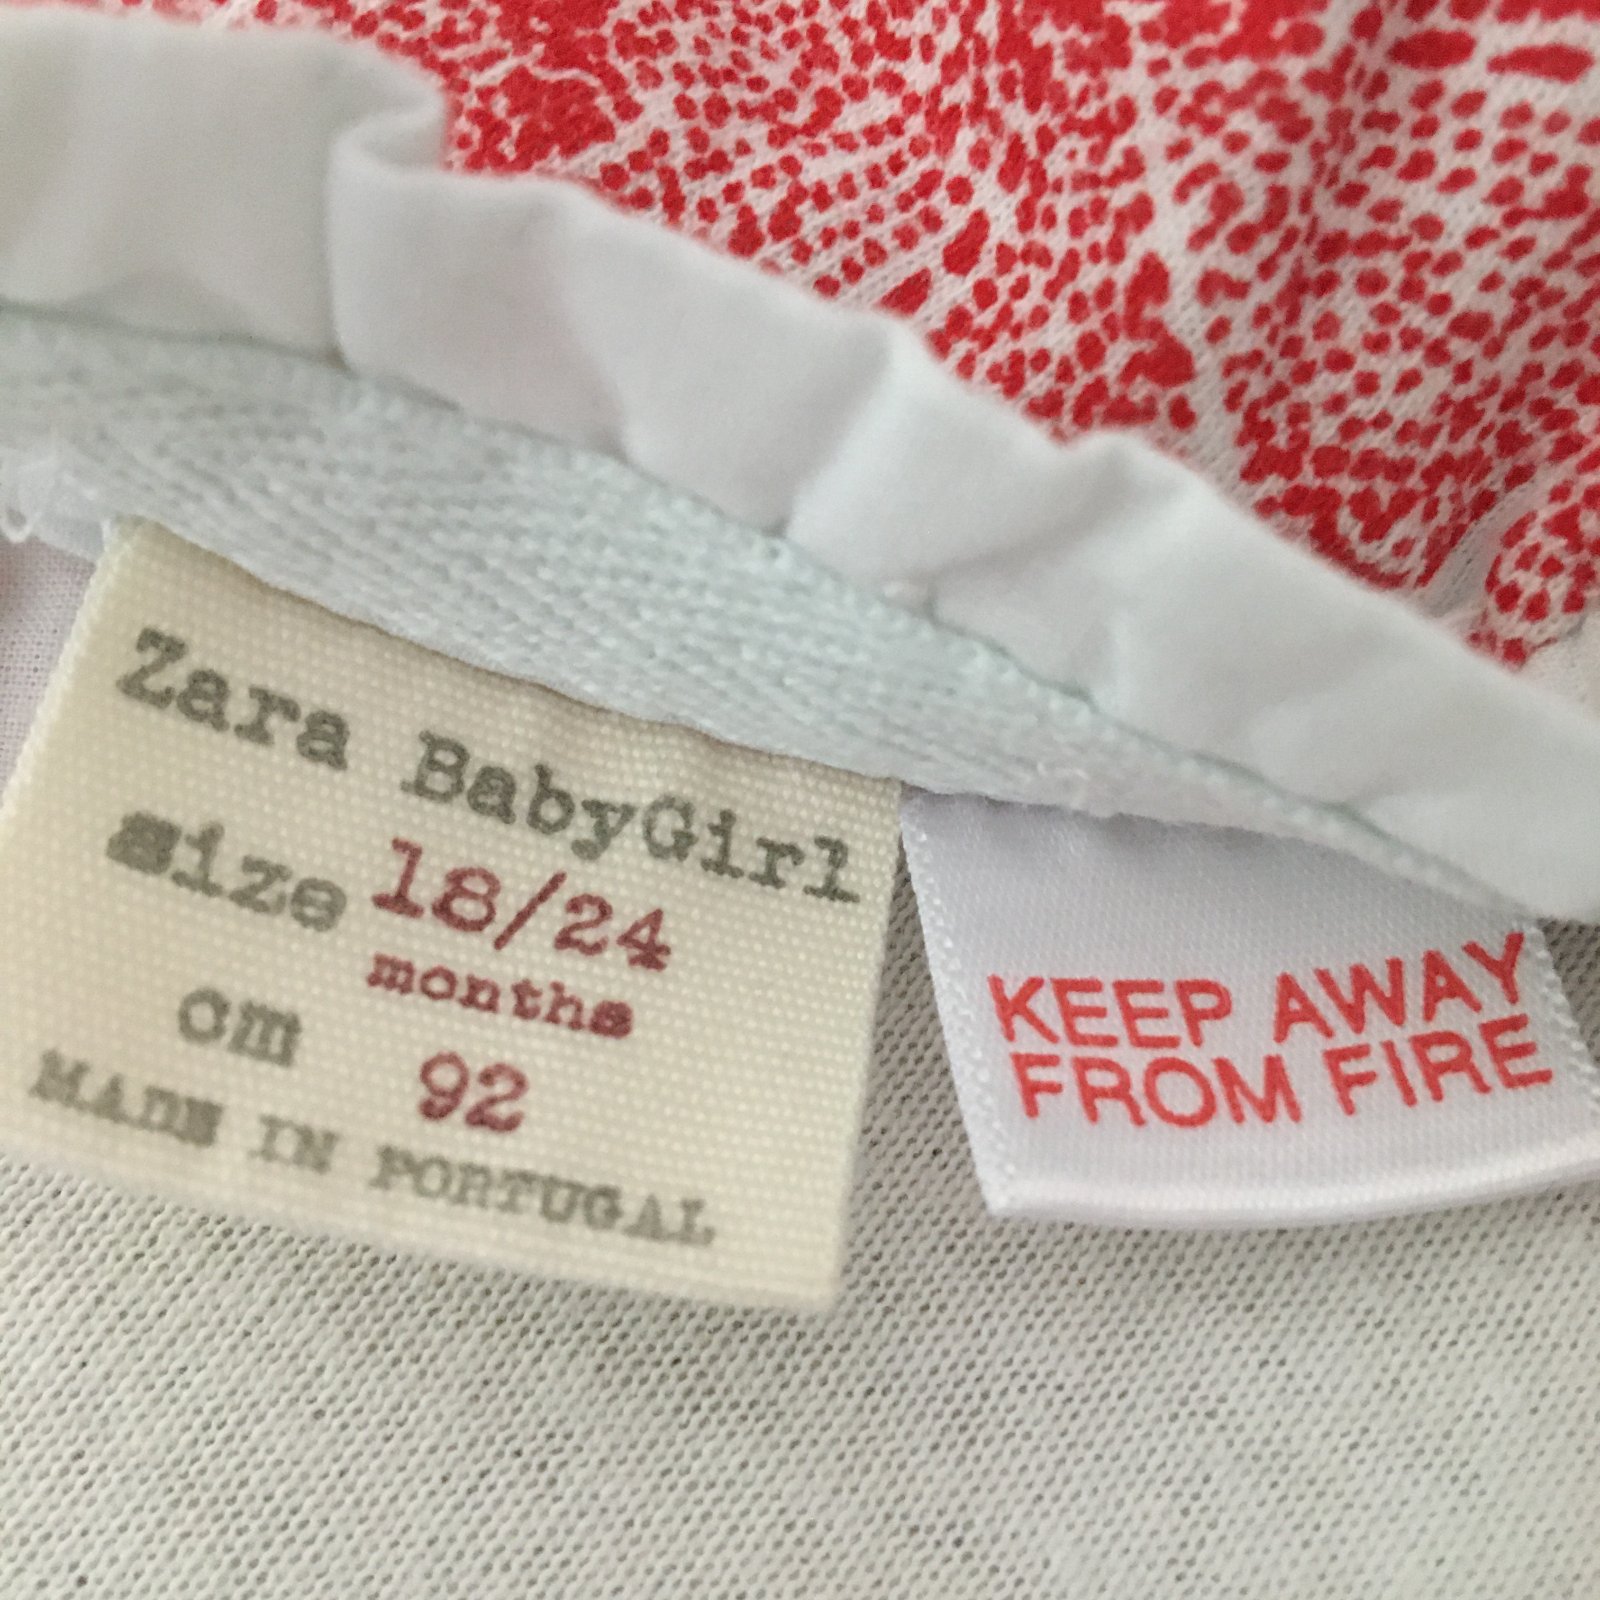 Zara BabyGirl
size 18/24
months
cm 92
MADE IN PORTUGAL
KEEP AWAY
FROM FIRE